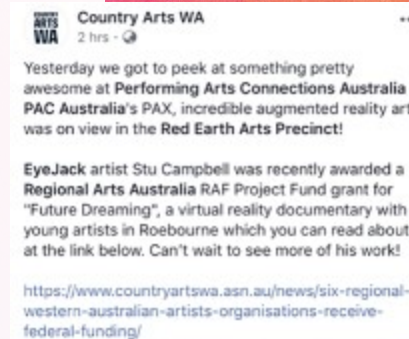 COUNTRY
ARTS
WA
Country Arts WA
2 hrs ·
Yesterday we got to peek at something pretty
awesome at Performing Arts Connections Australia
PAC Australia's PAX, incredible augmented reality art
was on view in the Red Earth Arts Precinct!
EyeJack artist Stu Campbell was recently awarded a
Regional Arts Australia RAF Project Fund grant for
"Future Dreaming", a virtual reality documentary with
young artists in Roebourne which you can read about
at the link below. Can't wait to see more of his work!
https://www.countryartswa.asn.au/news/six-regional-
western-australian-artists-organisations-receive-
federal-funding/